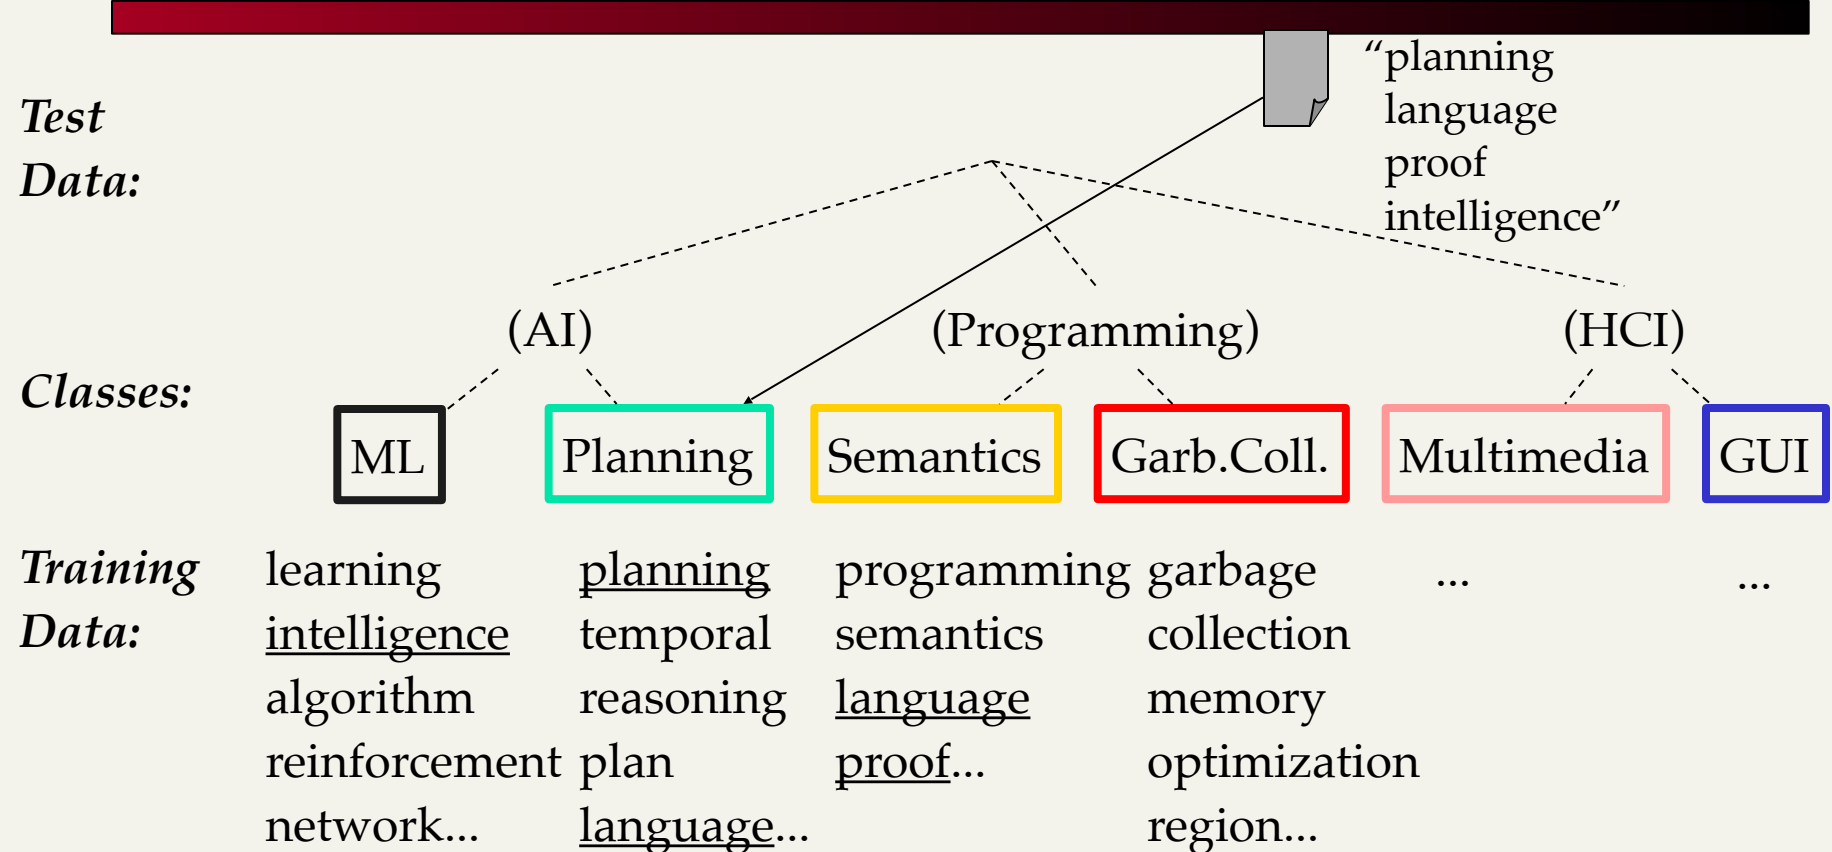 “planning
language
proof
intelligence”
Test
Data:
(AI) (Programming) (HCI)
Classes:
ML Planning Semantics Garb.Coll. Multimedia GUI
Training
Data:
learning planning programming garbage ... ...
intelligence temporal semantics collection
algorithm reasoning language memory
reinforcement plan proof... optimization
network... language... region...